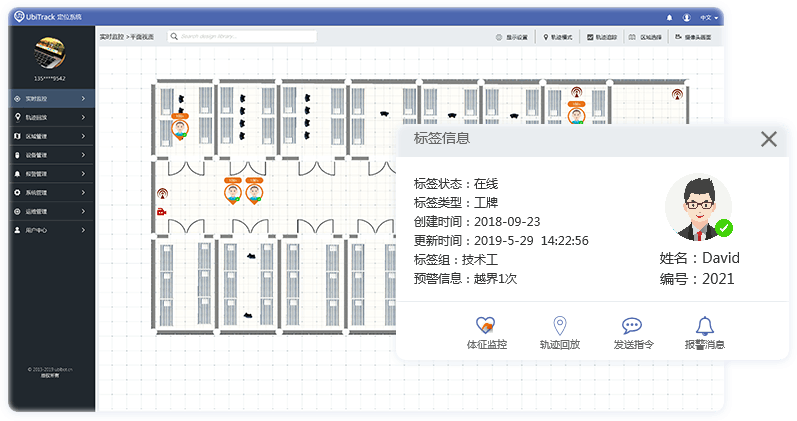 UbiTrack 定位系统
中文
135****9542
实时监控 > 平面视图
Search design library...
显示设置
轨迹模式
轨迹追踪
区域选择
摄像头画面
实时监控
轨迹回放
区域管理
设备管理
报警管理
系统管理
运维管理
用户中心
标签信息
标签状态：在线
标签类型：工牌
创建时间：2018-09-23
更新时间：2019-5-29 14:22:56
标签组：技术工
预警信息：越界1次
姓名：David
编号：2021
体征监控
轨迹回放
发送指令
报警消息
© 2013-2019 ubitrack.cn
版权所有